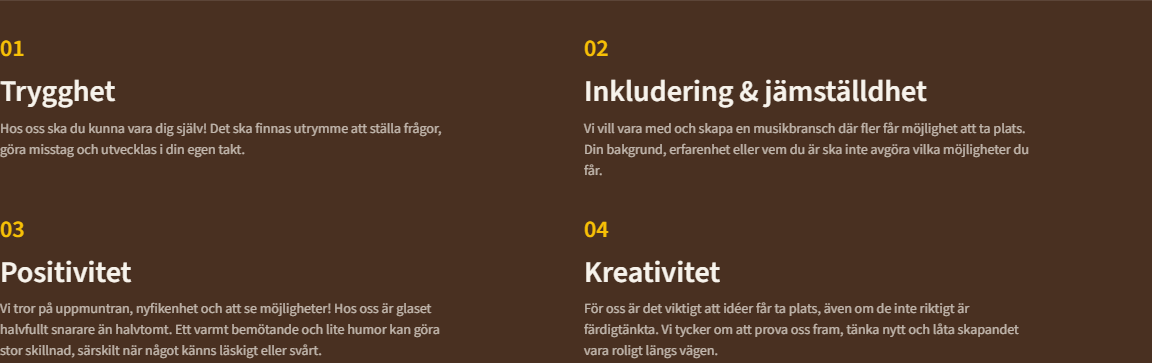 01
Trygghet
Hos oss ska du kunna vara dig själv! Det ska finnas utrymme att ställa frågor,
göra misstag och utvecklas i din egen takt.
02
Inkludering & jämställdhet
Vi vill vara med och skapa en musikbransch där fler får möjlighet att ta plats.
Din bakgrund, erfarenhet eller vem du är ska inte avgöra vilka möjligheter du
får.
03
Positivitet
Vi tror på uppmuntran, nyfikenhet och att se möjligheter! Hos oss är glaset
halvfullt snarare än halvtomt. Ett varmt bemötande och lite humor kan göra
stor skillnad, särskilt när något känns läskigt eller svårt.
04
Kreativitet
För oss är det viktigt att idéer får ta plats, även om de inte riktigt är
färdigtänkta. Vi tycker om att prova oss fram, tänka nytt och låta skapandet
vara roligt längs vägen.